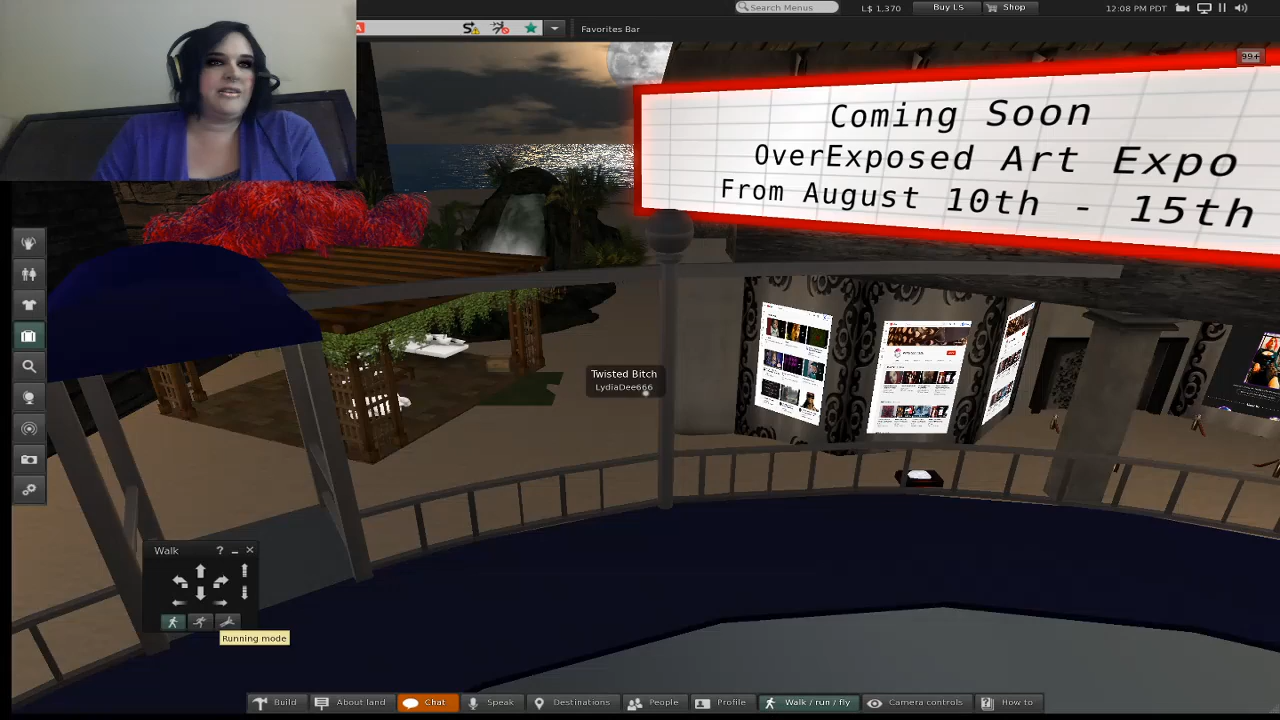 Search Menus
L$ 1,370
Buy L$
Shop
12:08 PM PDT
Favorites Bar
99+
Coming Soon
OverExposed Art Expo
From August 10th - 15th
Twisted Bitch
LydiaDee666
Walk
?
Running mode
Build
About land
Chat
Speak
Destinations
People
Profile
Walk / run / fly
Camera controls
How to